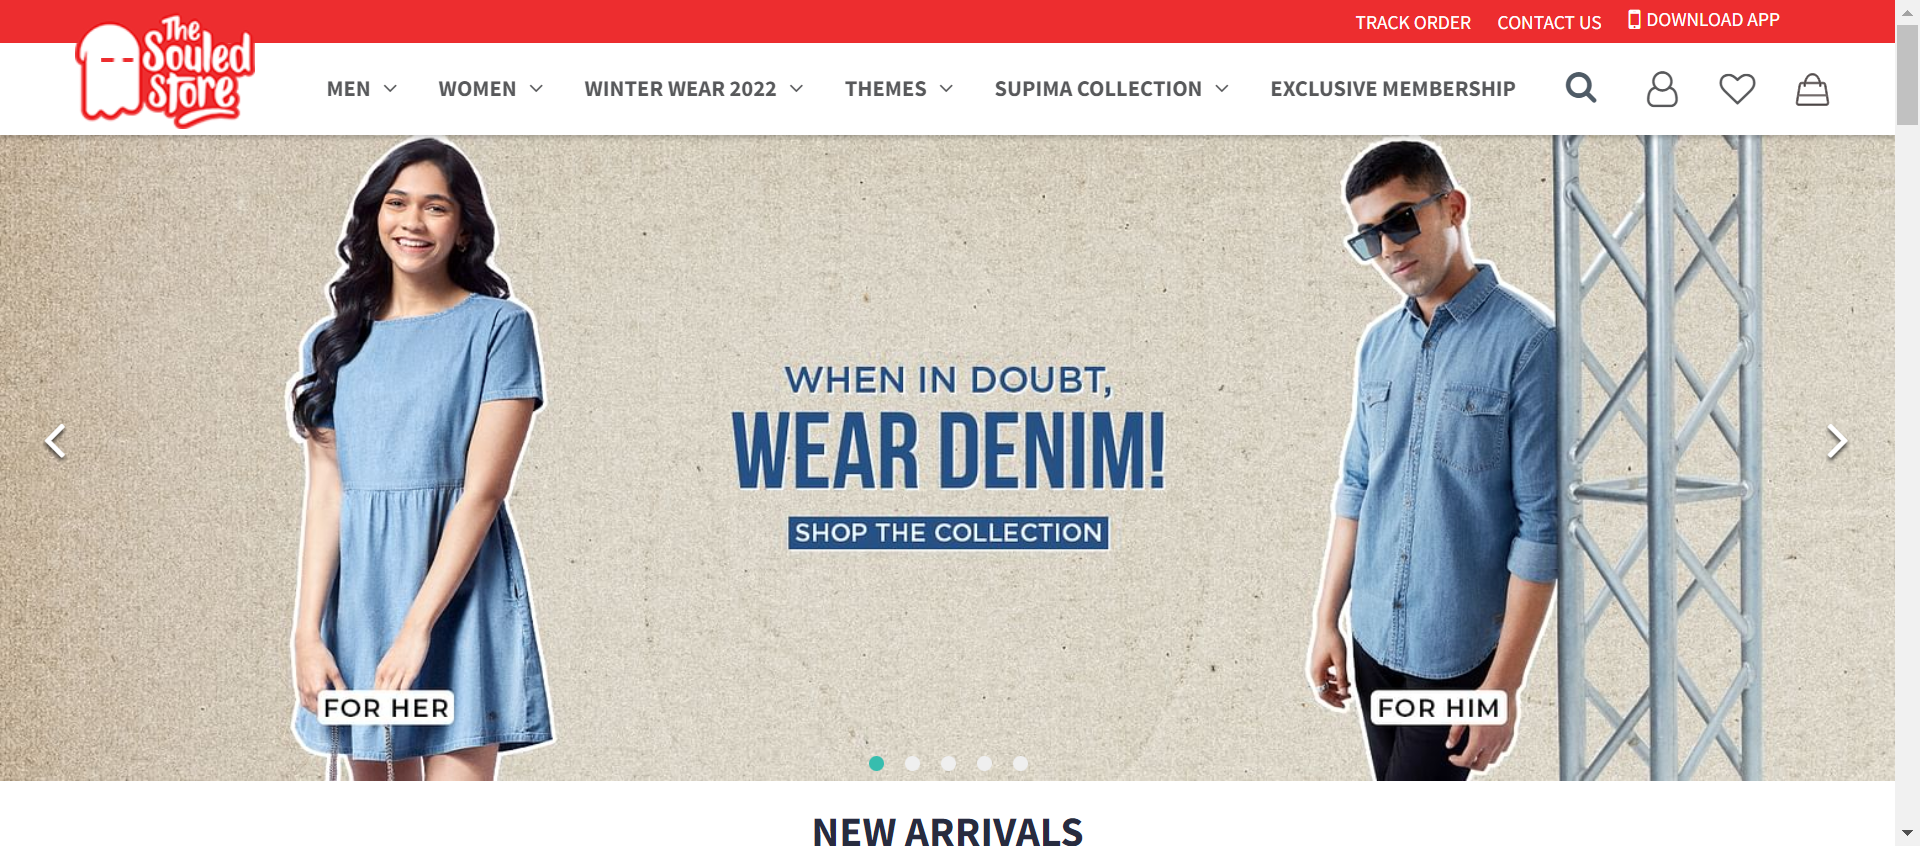 TRACK ORDER CONTACT US DOWNLOAD APP
The
Souled
Store
MEN WOMEN WINTER WEAR 2022 THEMES SUPIMA COLLECTION EXCLUSIVE MEMBERSHIP
WHEN IN DOUBT,
WEAR DENIM!
SHOP THE COLLECTION
FOR HER
FOR HIM
NEW ARRIVALS